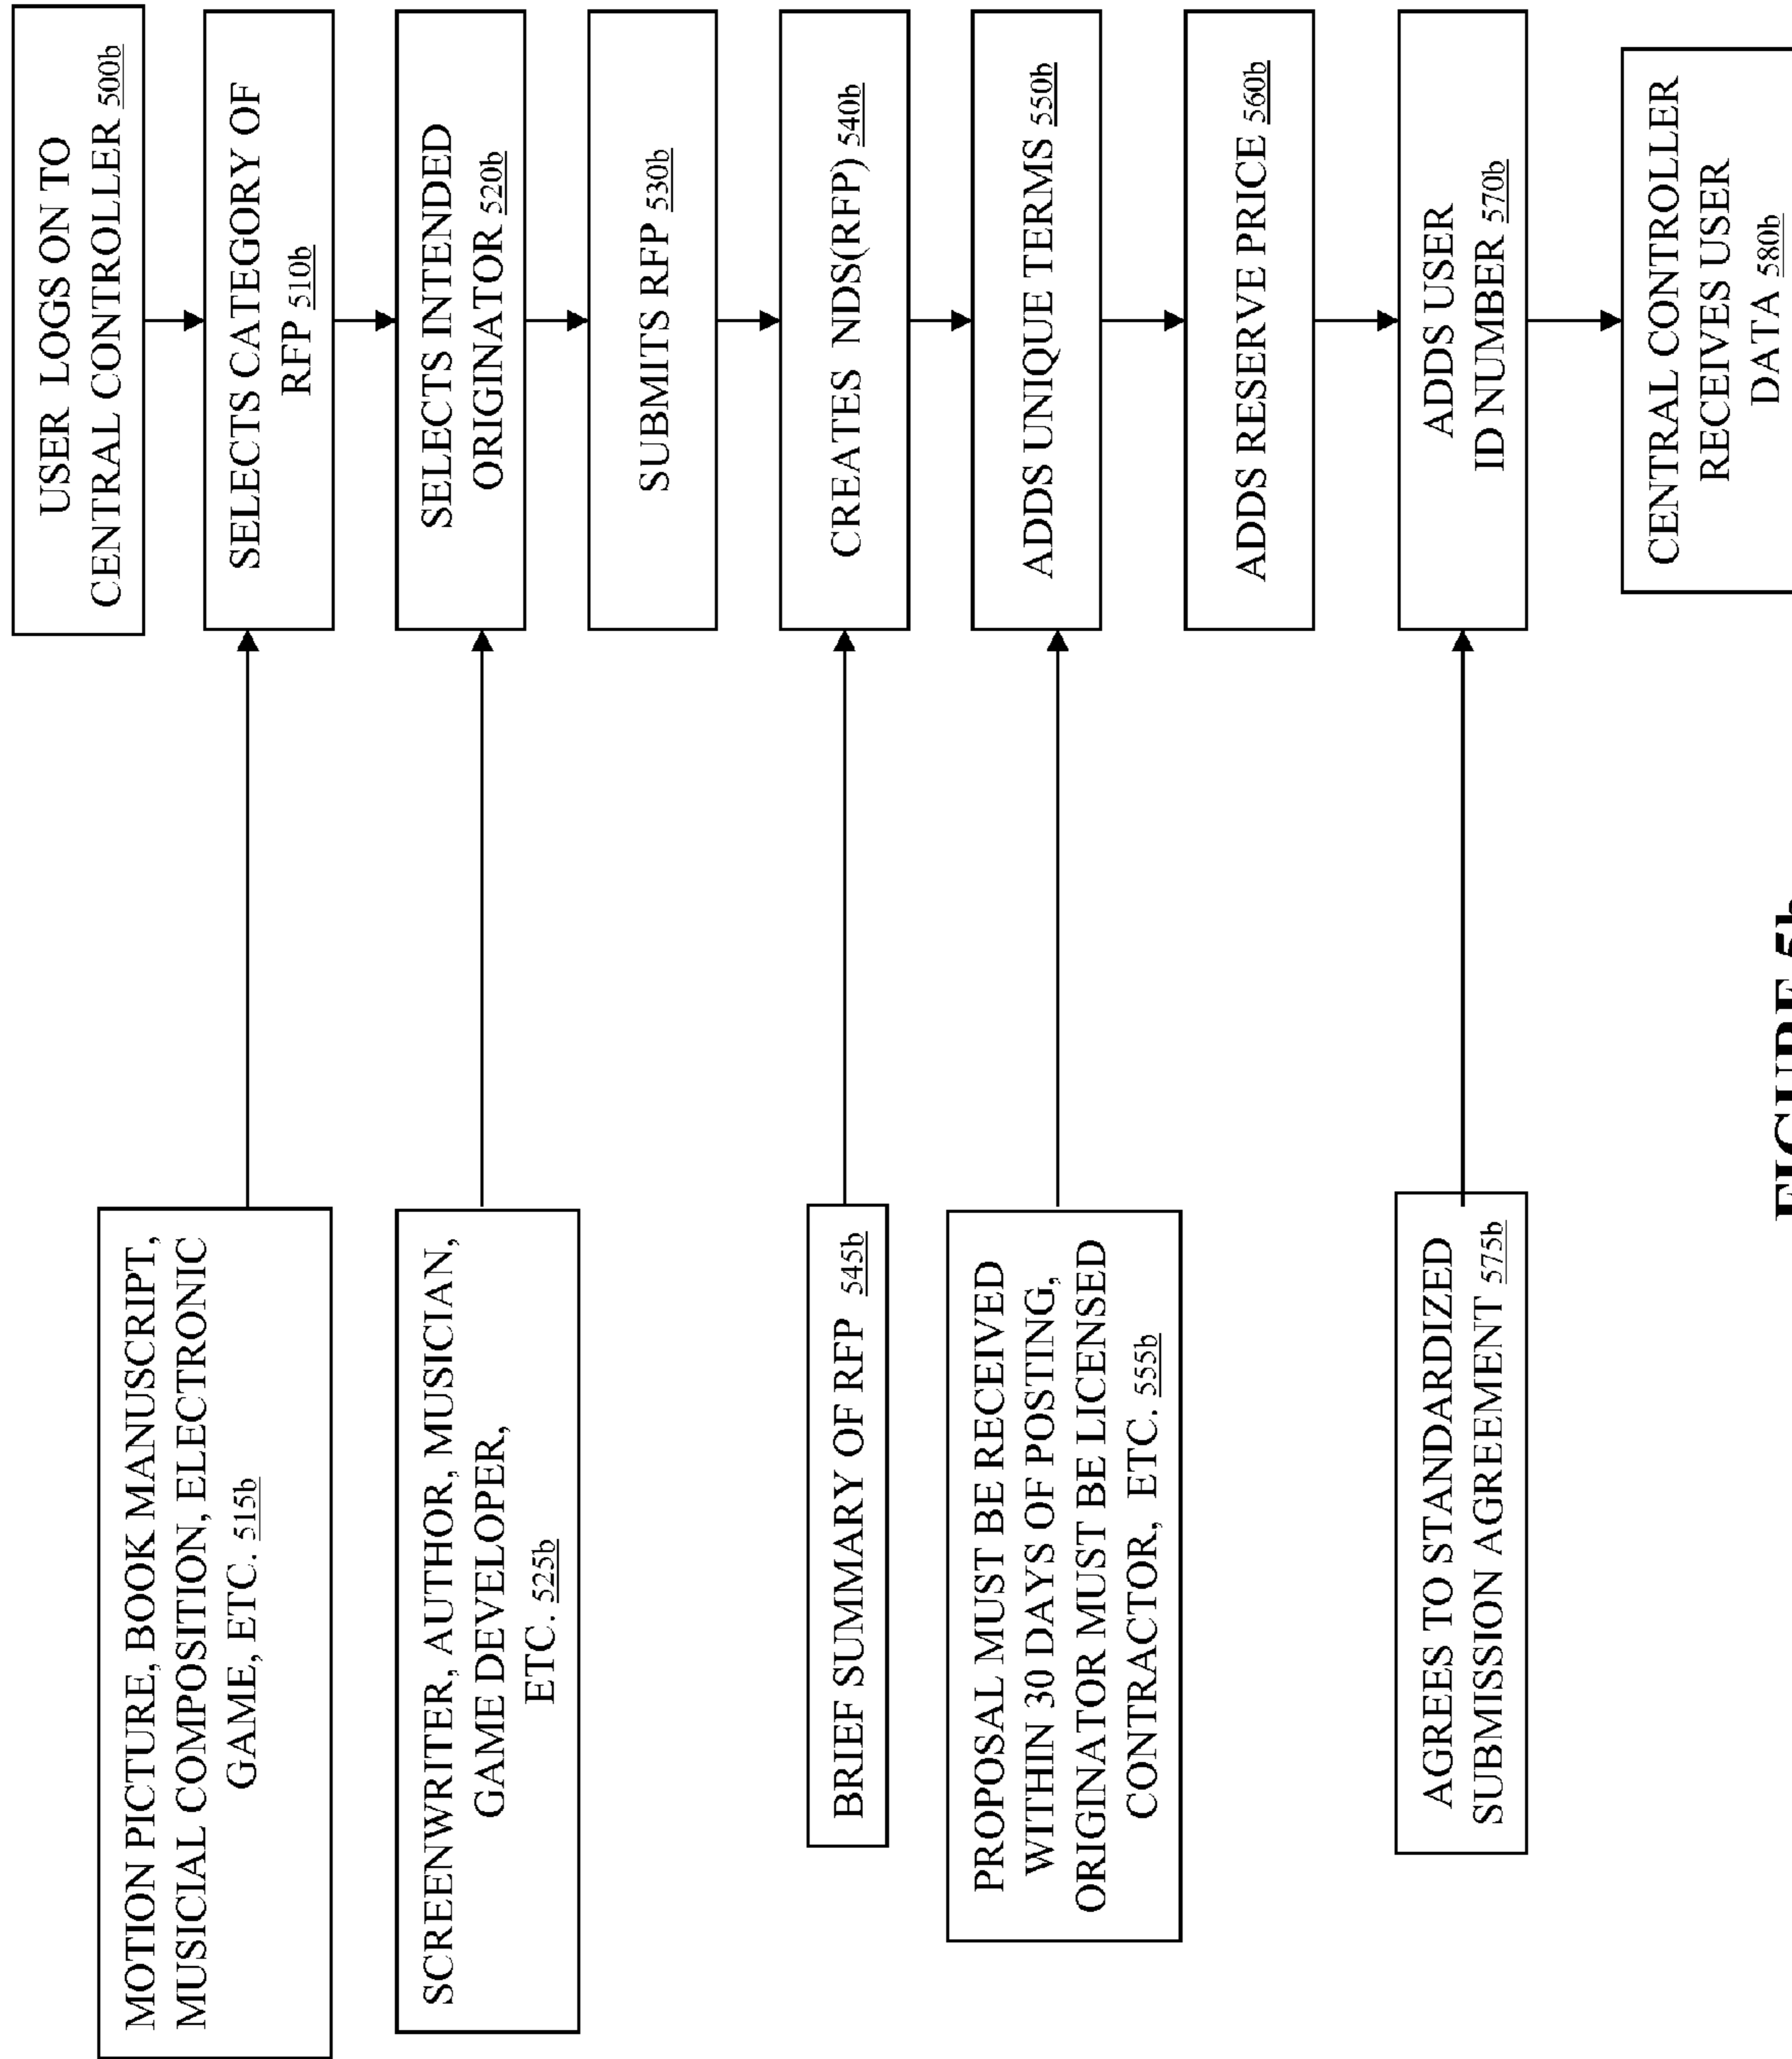 USER LOGS ON TO
CENTRAL CONTROLLER 500b
MOTION PICTURE, BOOK MANUSCRIPT,
MUSICIAL COMPOSITION, ELECTRONIC
GAME, ETC. 515b
SELECTS CATEGORY OF
RFP 510b
SCREENWRITER, AUTHOR, MUSICIAN,
GAME DEVELOPER,
ETC. 525b
SELECTS INTENDED
ORIGINATOR 520b
SUBMITS RFP 530b
BRIEF SUMMARY OF RFP 545b
CREATES NDS(RFP) 540b
PROPOSAL MUST BE RECEIVED
WITHIN 30 DAYS OF POSTING,
ORIGINATOR MUST BE LICENSED
CONTRACTOR, ETC. 555b
ADDS UNIQUE TERMS 550b
ADDS RESERVE PRICE 560b
AGREES TO STANDARDIZED
SUBMISSION AGREEMENT 575b
ADDS USER
ID NUMBER 570b
CENTRAL CONTROLLER
RECEIVES USER
DATA 580b
FIGURE 5b